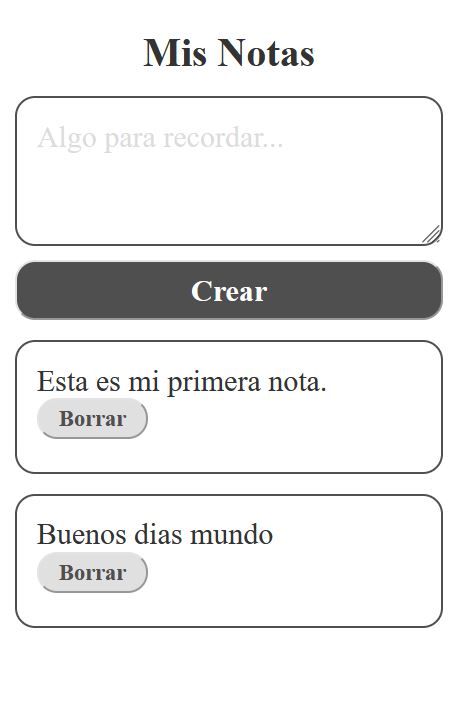 Mis Notas
Algo para recordar...
Crear
Esta es mi primera nota.
Borrar
Buenos dias mundo
Borrar